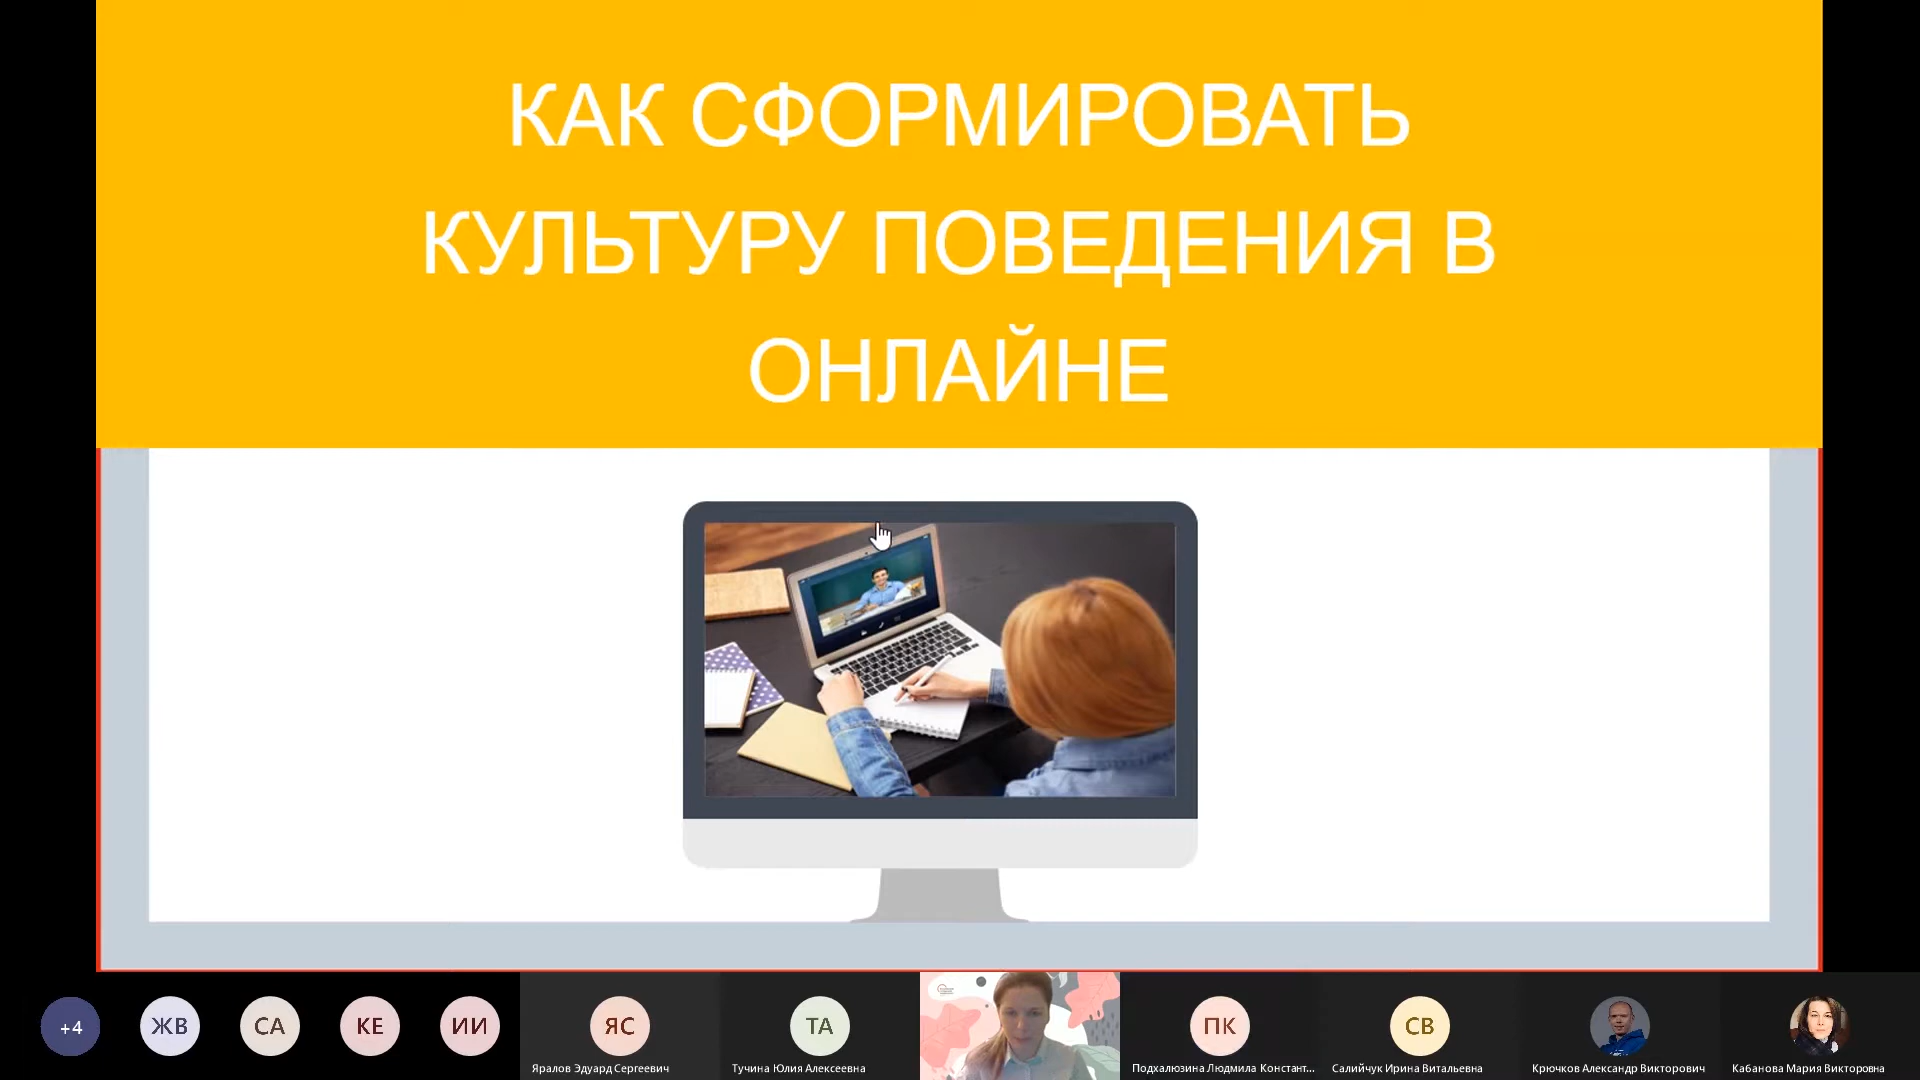 КАК СФОРМИРОВАТЬ
КУЛЬТУРУ ПОВЕДЕНИЯ В
ОНЛАЙНЕ
+4
ЖВ
СА
КЕ
ИИ
ЯС
Яралов Эдуард Сергеевич
ТА
Тучина Юлия Алексеевна
ПК
Подхалюзина Людмила Констант...
СВ
Салийчук Ирина Витальевна
Крючков Александр Викторович
Кабанова Мария Викторовна